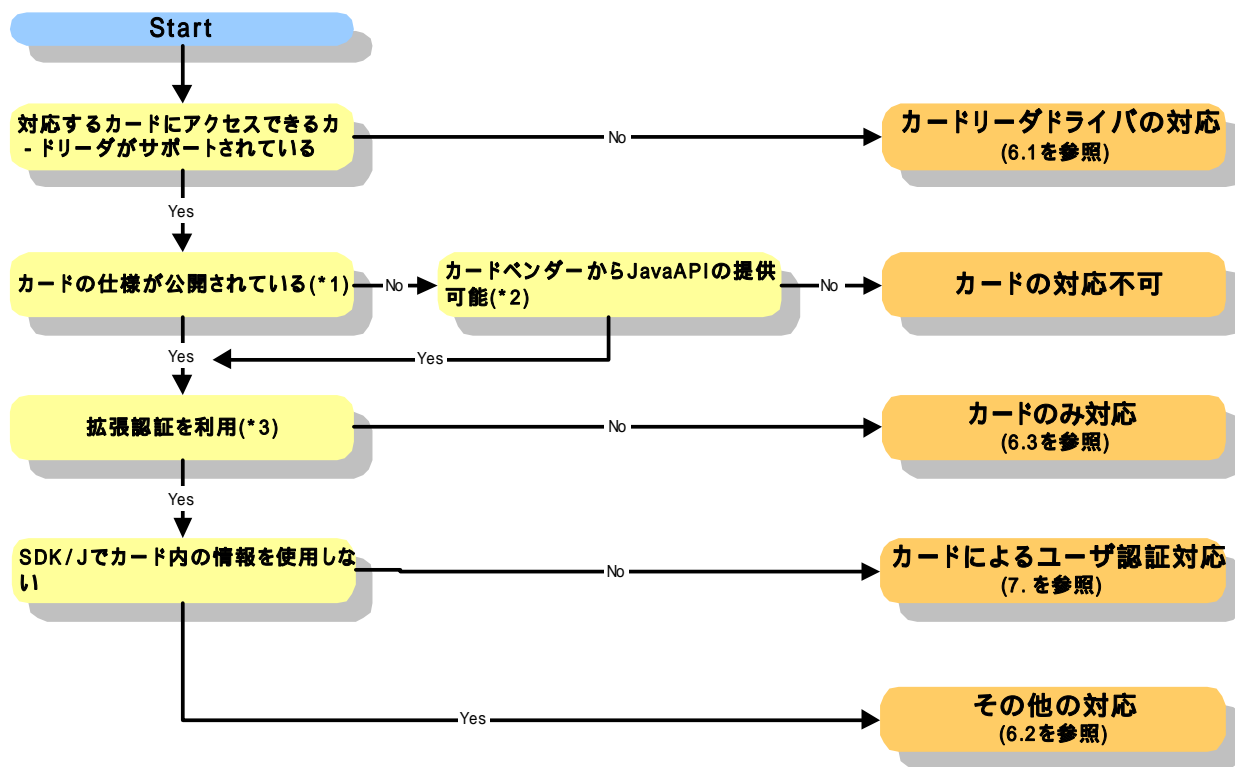 Start
対応するカードにアクセスできるカ
-ドリーダがサポートされている
No
カードリーダドライバの対応
(6.1を参照)
Yes
カードの仕様が公開されている(*1)
No
カードベンダーからJavaAPIの提供
可能(*2)
No
カードの対応不可
Yes
Yes
拡張認証を利用(*3)
No
カードのみ対応
(6.3を参照)
Yes
SDK/Jでカード内の情報を使用しな
い
No
カードによるユーザ認証対応
(7.を参照)
Yes
その他の対応
(6.2を参照)